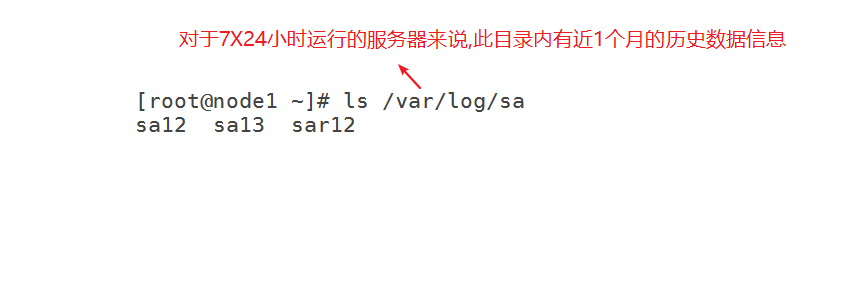 对于7X24小时运行的服务器来说,此目录内有近1个月的历史数据信息
[root@node1 ~]# ls /var/log/sa
sa12  sa13  sar12